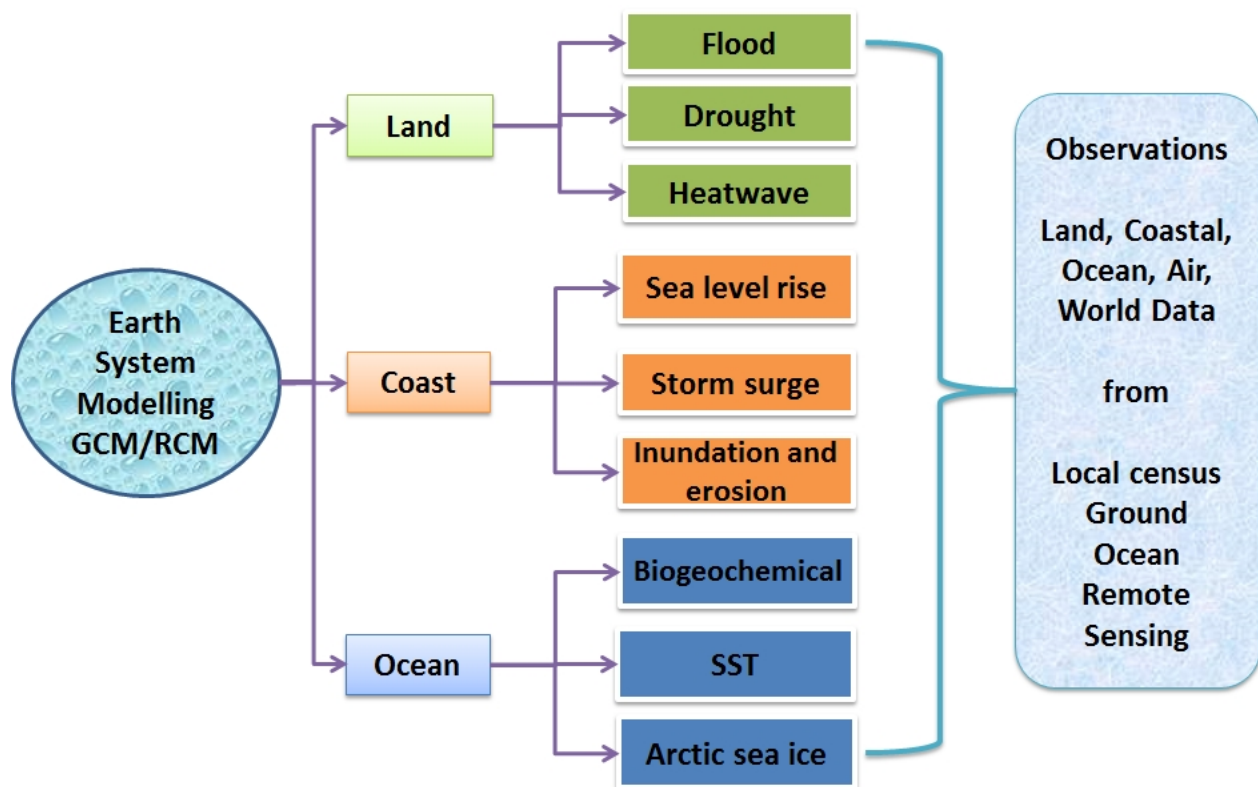 Earth
System
Modelling
GCM/RCM
Land
Flood
Drought
Heatwave
Coast
Sea level rise
Storm surge
Inundation and
erosion
Ocean
Biogeochemical
SST
Arctic sea ice
Observations
Land, Coastal,
Ocean, Air,
World Data
from
Local census
Ground
Ocean
Remote
Sensing